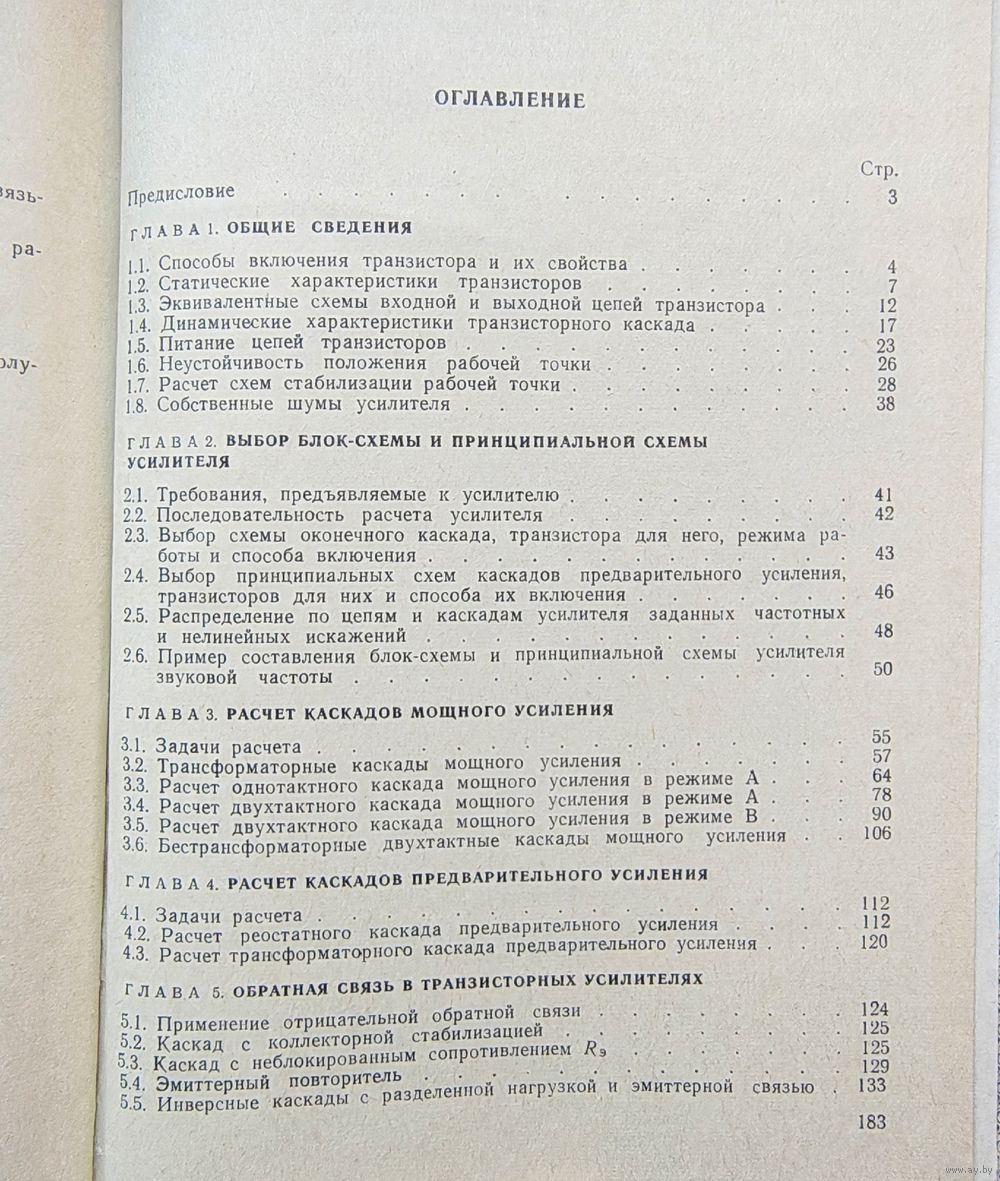 вязь-
ра-
олу-
ОГЛАВЛЕНИЕ
Стр.
Предисловие . . . . . . . . . . . . . . . 3
ГЛАВА 1. ОБЩИЕ СВЕДЕНИЯ
1.1. Способы включения транзистора и их свойства . . . . . . 4
1.2. Статические характеристики транзисторов . . . . . . . 7
1.3. Эквивалентные схемы входной и выходной цепей транзистора . . . 12
1.4. Динамические характеристики транзисторного каскада . . . . 17
1.5. Питание цепей транзисторов . . . . . . . . . . 23
1.6. Неустойчивость положения рабочей точки . . . . . . . 26
1.7. Расчет схем стабилизации рабочей точки . . . . . . . . 28
1.8. Собственные шумы усилителя . . . . . . . . . . 38
ГЛАВА 2. ВЫБОР БЛОК-СХЕМЫ И ПРИНЦИПИАЛЬНОЙ СХЕМЫ
УСИЛИТЕЛЯ
2.1. Требования, предъявляемые к усилителю . . . . . . . . 41
2.2. Последовательность расчета усилителя . . . . . . . . 42
2.3. Выбор схемы оконечного каскада, транзистора для него, режима ра-
боты и способа включения . . . . . . . . . . . 43
2.4. Выбор принципиальных схем каскадов предварительного усиления,
транзисторов для них и способа их включения . . . . . . 46
2.5. Распределение по цепям и каскадам усилителя заданных частотных
и нелинейных искажений . . . . . . . . . . . . 48
2.6. Пример составления блок-схемы и принципиальной схемы усилителя
звуковой частоты . . . . . . . . . . . . . 50
ГЛАВА 3. РАСЧЕТ КАСКАДОВ МОЩНОГО УСИЛЕНИЯ
3.1. Задачи расчета . . . . . . . . . . . . . . 55
3.2. Трансформаторные каскады мощного усиления . . . . . . 57
3.3. Расчет однотактного каскада мощного усиления в режиме А . . . 64
3.4. Расчет двухтактного каскада мощного усиления в режиме А . . . 78
3.5. Расчет двухтактного каскада мощного усиления в режиме В . . . 90
3.6. Бестрансформаторные двухтактные каскады мощного усиления . . 106
ГЛАВА 4. РАСЧЕТ КАСКАДОВ ПРЕДВАРИТЕЛЬНОГО УСИЛЕНИЯ
4.1. Задачи расчета . . . . . . . . . . . . . . 112
4.2. Расчет реостатного каскада предварительного усиления . . . . 112
4.3. Расчет трансформаторного каскада предварительного усиления . . . 120
ГЛАВА 5. ОБРАТНАЯ СВЯЗЬ В ТРАНЗИСТОРНЫХ УСИЛИТЕЛЯХ
5.1. Применение отрицательной обратной связи . . . . . . . 124
5.2. Каскад с коллекторной стабилизацией . . . . . . . . 125
5.3. Каскад с неблокированным сопротивлением Rэ . . . . . . 125
5.4. Эмиттерный повторитель . . . . . . . . . . . 129
5.5. Инверсные каскады с разделенной нагрузкой и эмиттерной связью . 133
183
www.ay.by